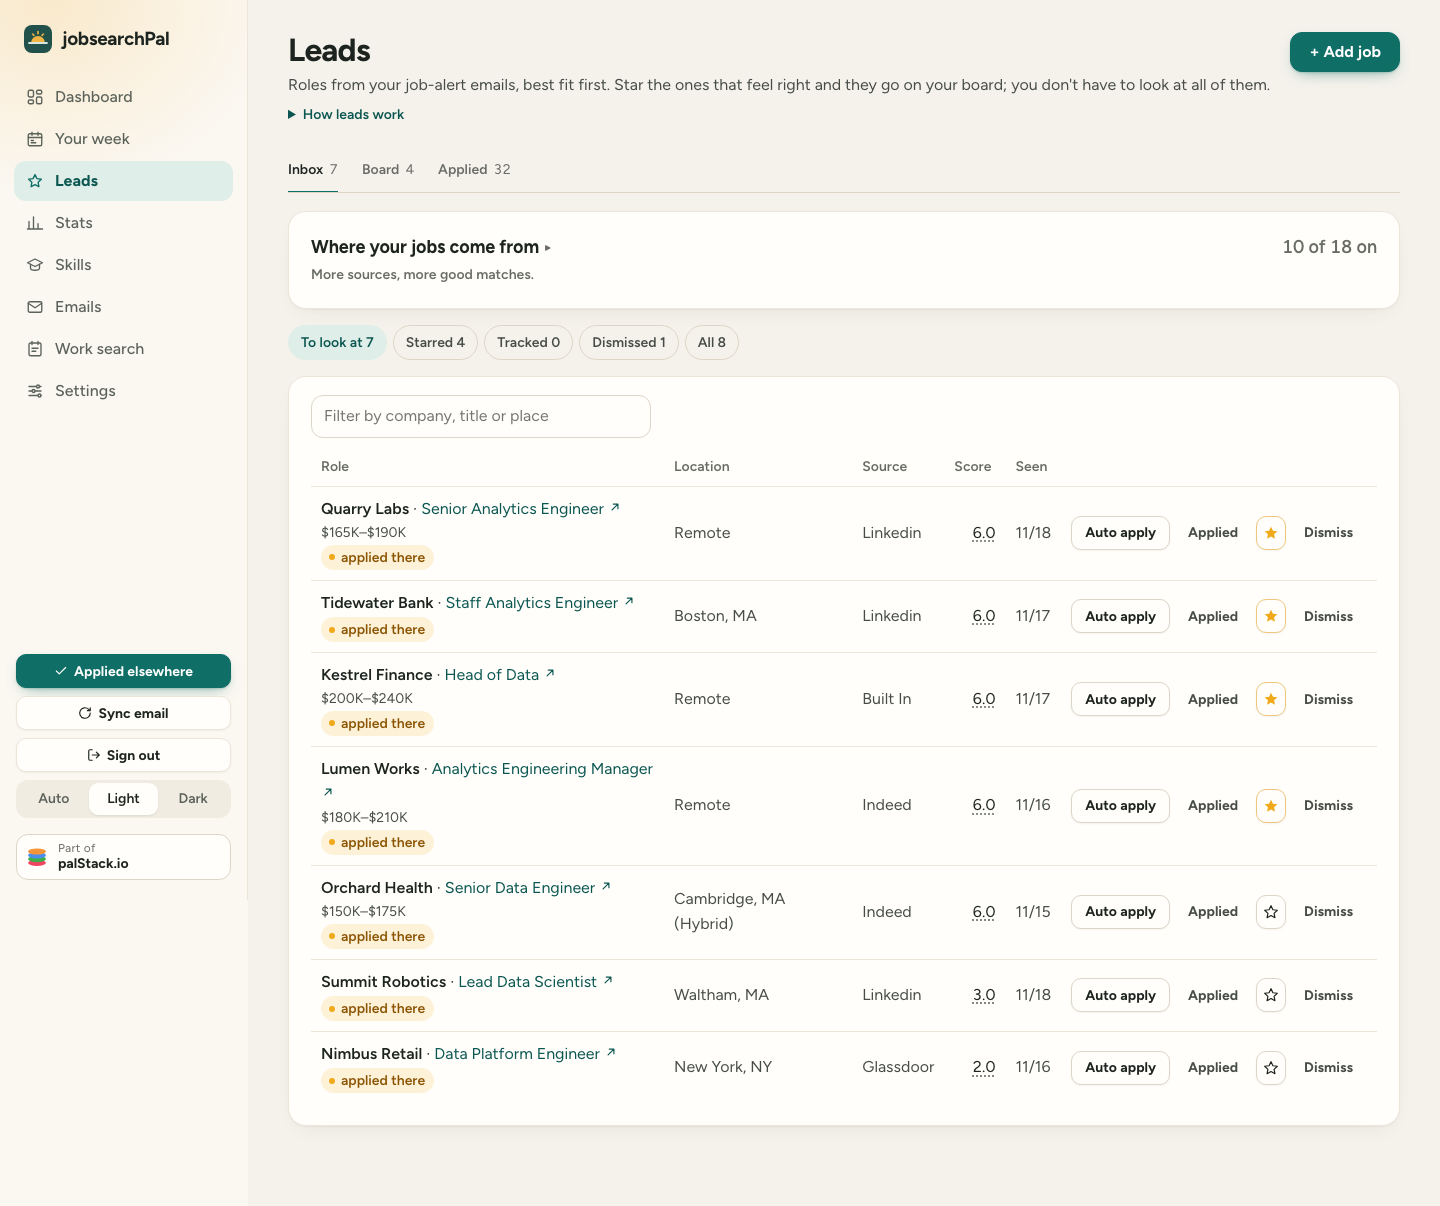 jobsearchPal
Dashboard
Your week
Leads
Stats
Skills
Emails
Work search
Settings
Applied elsewhere
Sync email
Sign out
Auto Light Dark
Part of
palStack.io
Leads
+ Add job
Roles from your job-alert emails, best fit first. Star the ones that feel right and they go on your board; you don't have to look at all of them.
How leads work
Inbox 7 Board 4 Applied 32
Where your jobs come from
10 of 18 on
More sources, more good matches.
To look at 7 Starred 4 Tracked 0 Dismissed 1 All 8
Filter by company, title or place
Role Location Source Score Seen
Quarry Labs · Senior Analytics Engineer ↗
$165K–$190K
applied there
Remote Linkedin 6.0 11/18 Auto apply Applied Dismiss
Tidewater Bank · Staff Analytics Engineer ↗
applied there
Boston, MA Linkedin 6.0 11/17 Auto apply Applied Dismiss
Kestrel Finance · Head of Data ↗
$200K–$240K
applied there
Remote Built In 6.0 11/17 Auto apply Applied Dismiss
Lumen Works · Analytics Engineering Manager
↗
$180K–$210K
applied there
Remote Indeed 6.0 11/16 Auto apply Applied Dismiss
Orchard Health · Senior Data Engineer ↗
$150K–$175K
applied there
Cambridge, MA
(Hybrid)
Indeed 6.0 11/15 Auto apply Applied Dismiss
Summit Robotics · Lead Data Scientist ↗
applied there
Waltham, MA Linkedin 3.0 11/18 Auto apply Applied Dismiss
Nimbus Retail · Data Platform Engineer ↗
applied there
New York, NY Glassdoor 2.0 11/16 Auto apply Applied Dismiss